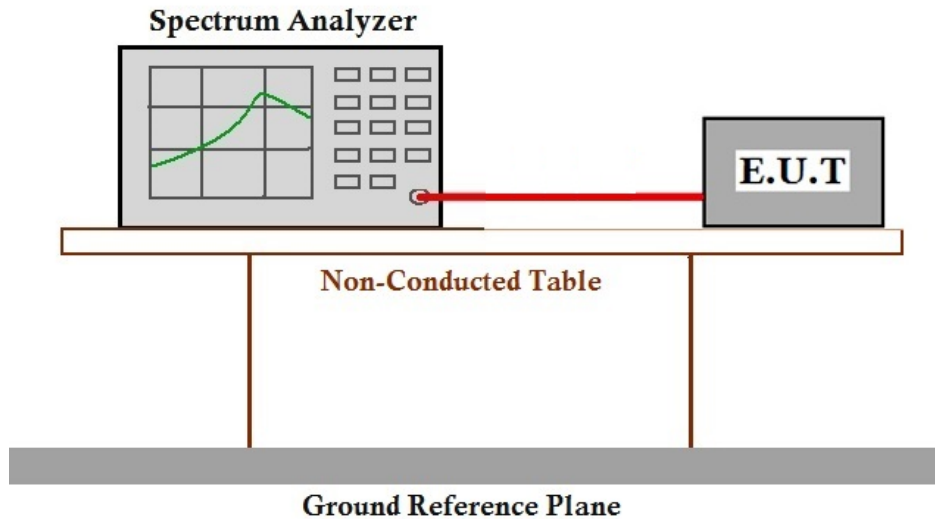 Spectrum Analyzer
E.U.T
Non-Conducted Table
Ground Reference Plane